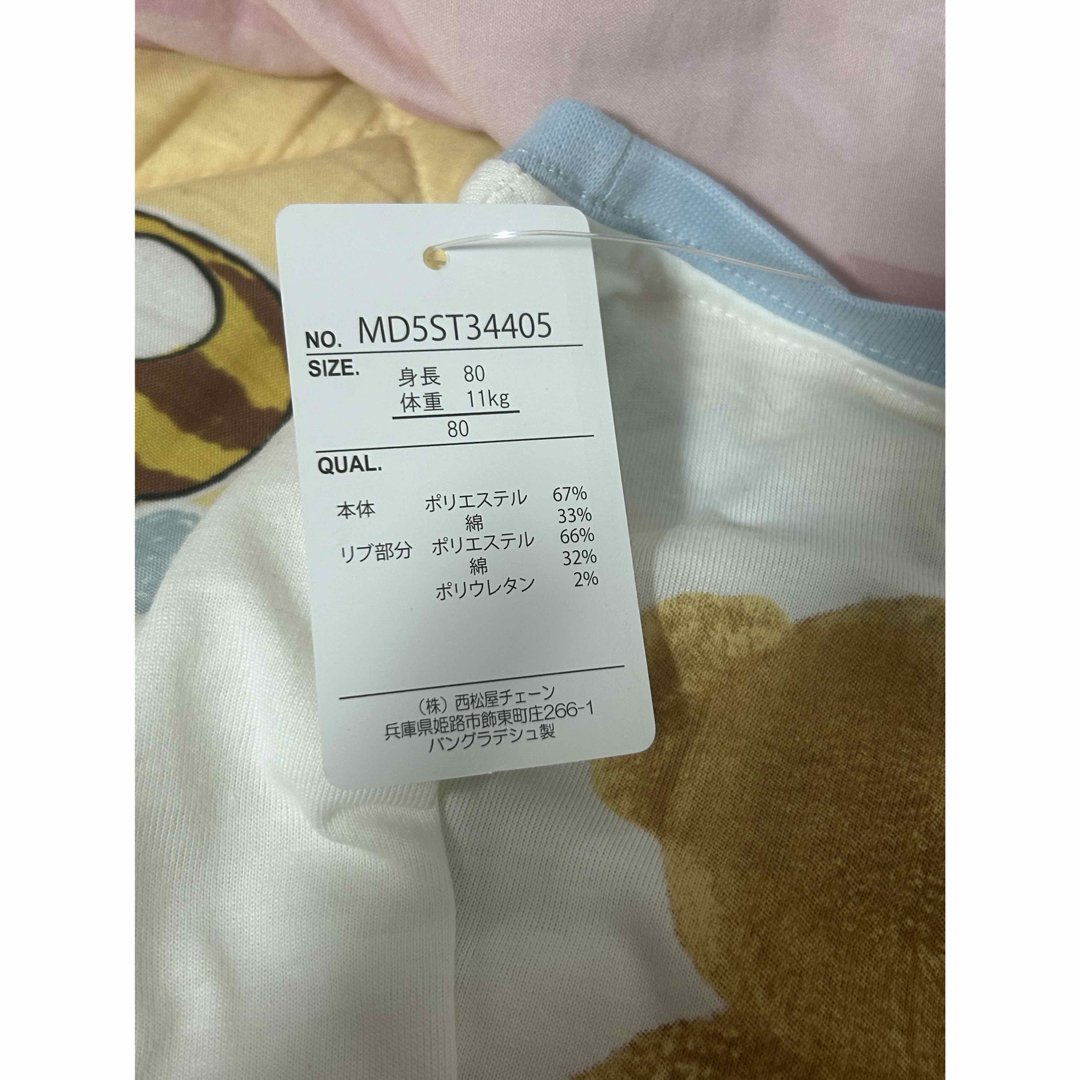 NO. MD5ST34405
SIZE.
身長 80
体重 11kg
80
QUAL.
本体 ポリエステル 67%
綿 33%
リブ部分 ポリエステル 66%
綿 32%
ポリウレタン 2%
(株) 西松屋チェーン
兵庫県姫路市飾東町庄266-1
バングラデシュ製